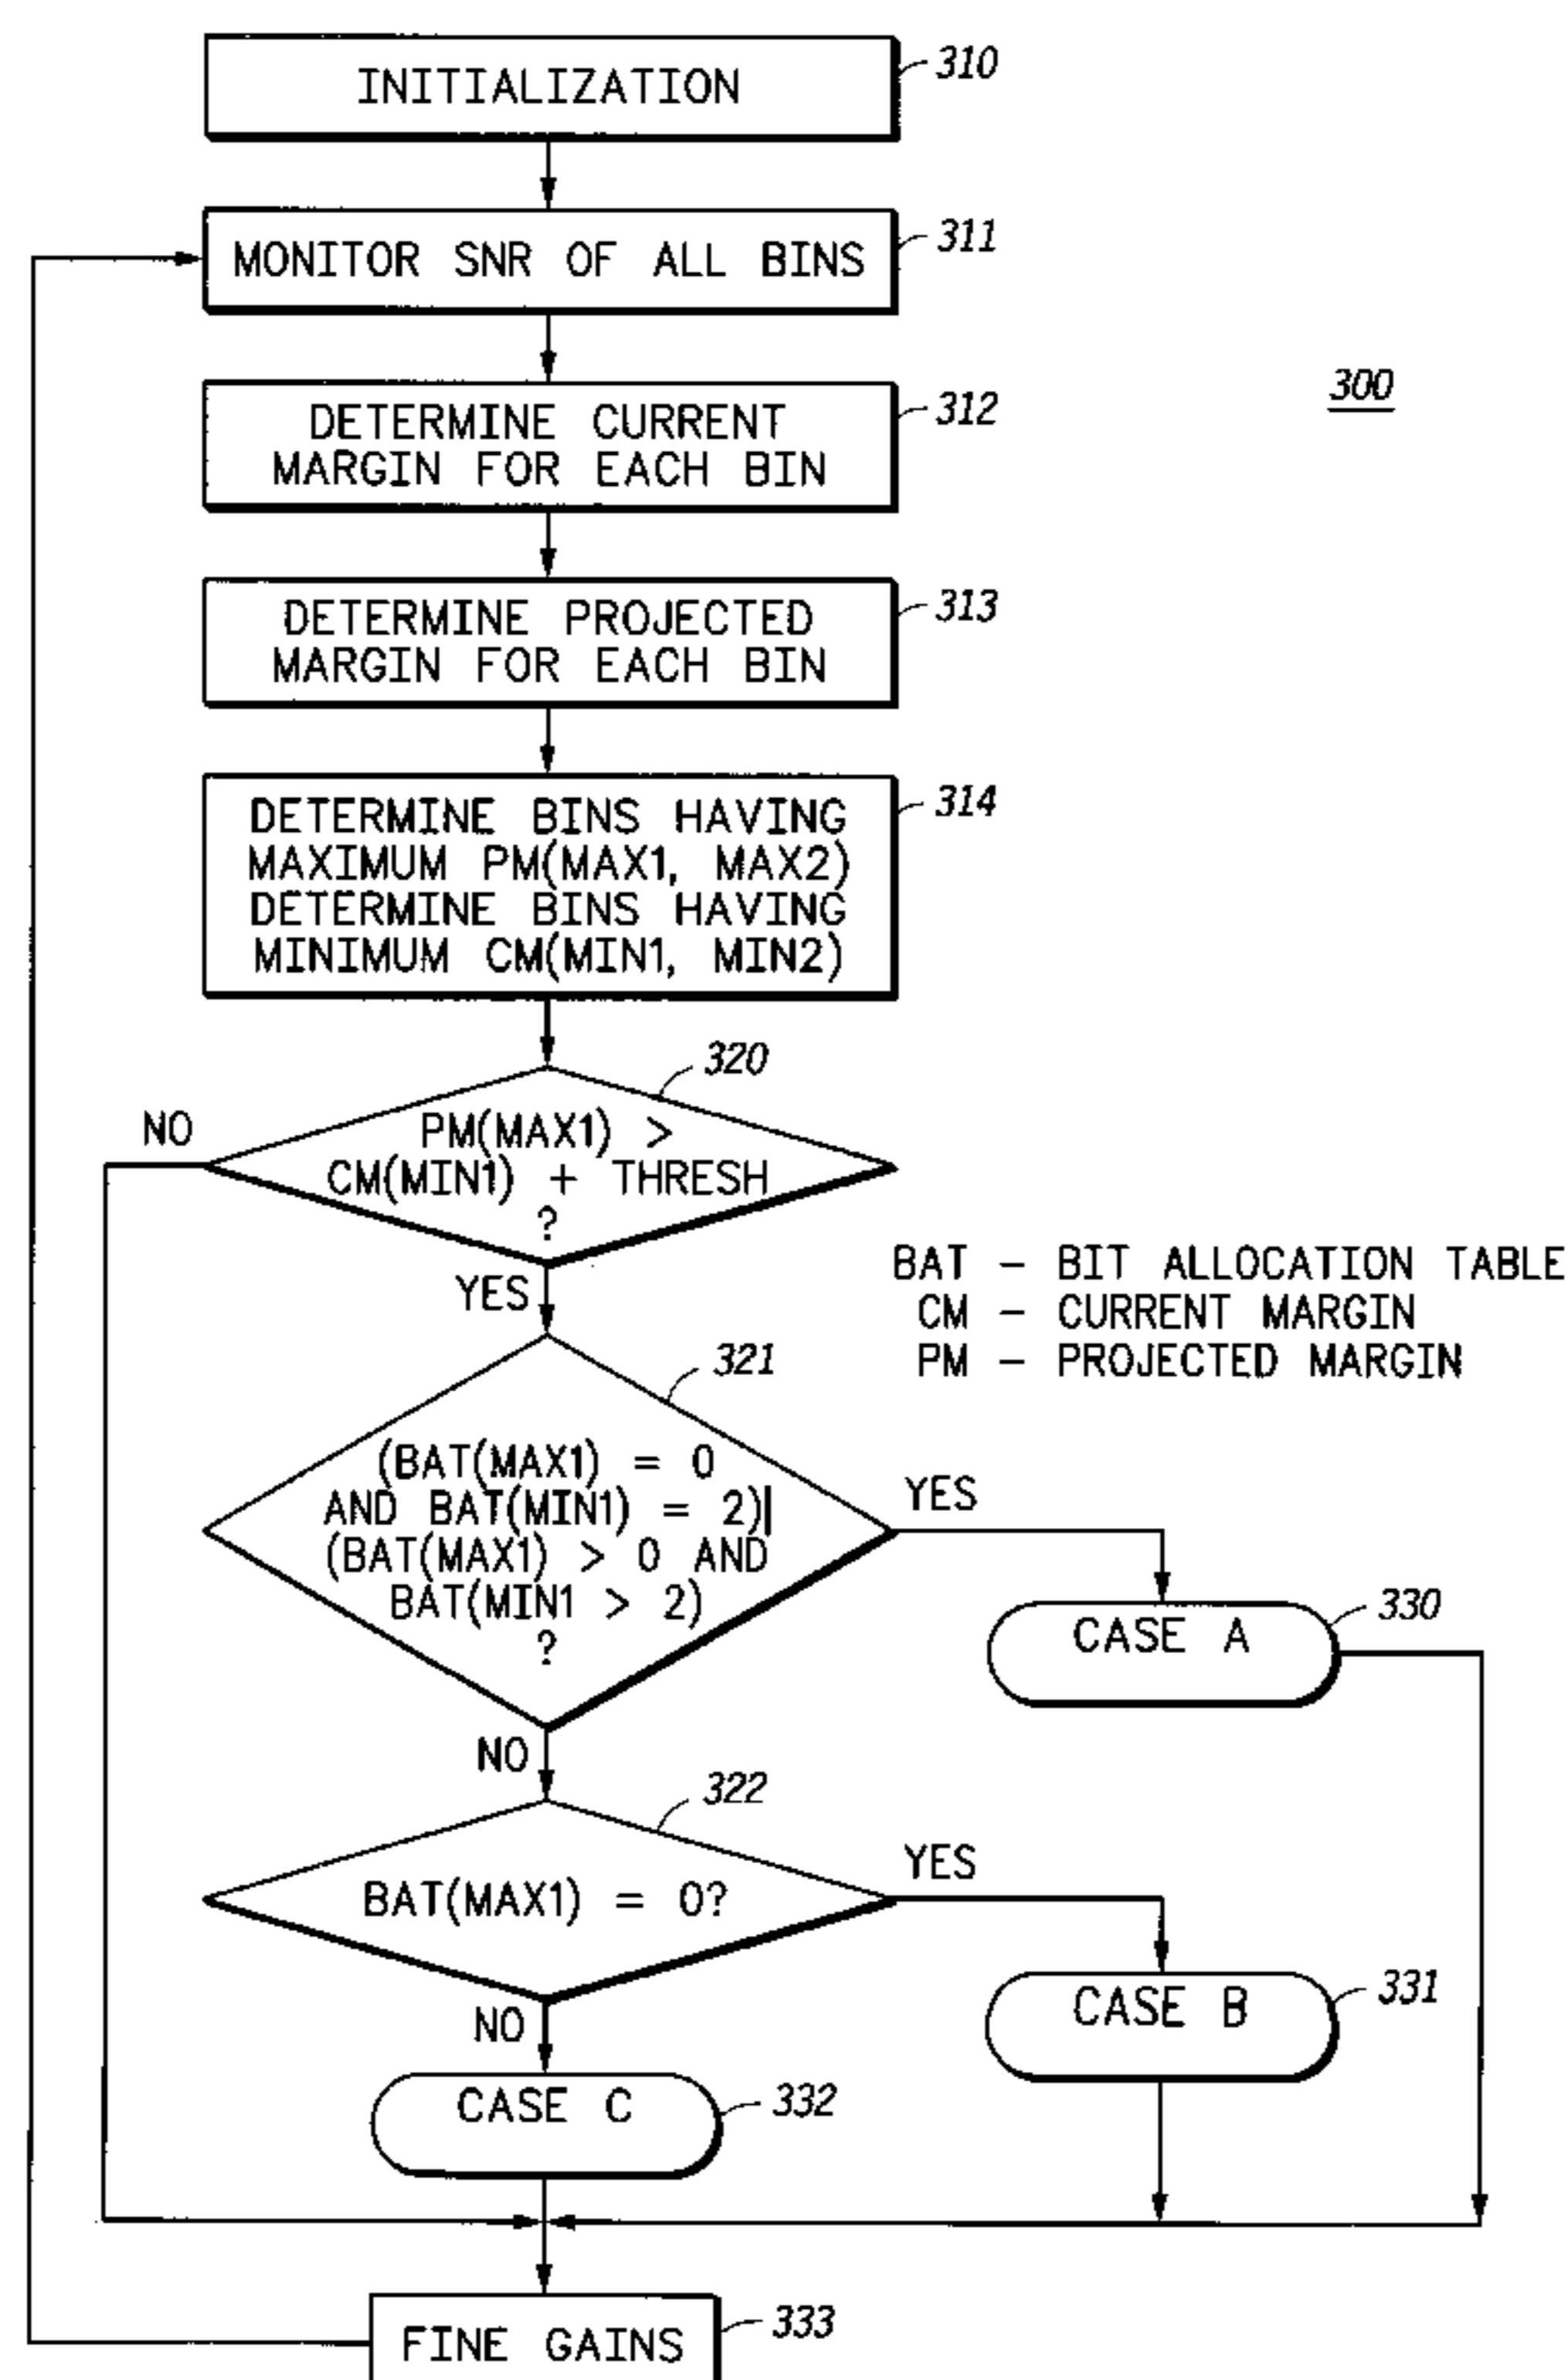 INITIALIZATION
310
MONITOR SNR OF ALL BINS
311
DETERMINE CURRENT
MARGIN FOR EACH BIN
312
300
DETERMINE PROJECTED
MARGIN FOR EACH BIN
313
DETERMINE BINS HAVING
MAXIMUM PM(MAX1, MAX2)
DETERMINE BINS HAVING
MINIMUM CM(MIN1, MIN2)
314
320
NO
PM(MAX1) >
CM(MIN1) + THRESH
?
YES
BAT – BIT ALLOCATION TABLE
CM – CURRENT MARGIN
PM – PROJECTED MARGIN
321
(BAT(MAX1) = 0
AND BAT(MIN1) = 2)|
(BAT(MAX1) > 0 AND
BAT(MIN1 > 2)
?
YES
CASE A
330
NO
322
BAT(MAX1) = 0?
YES
CASE B
331
NO
CASE C
332
FINE GAINS
333